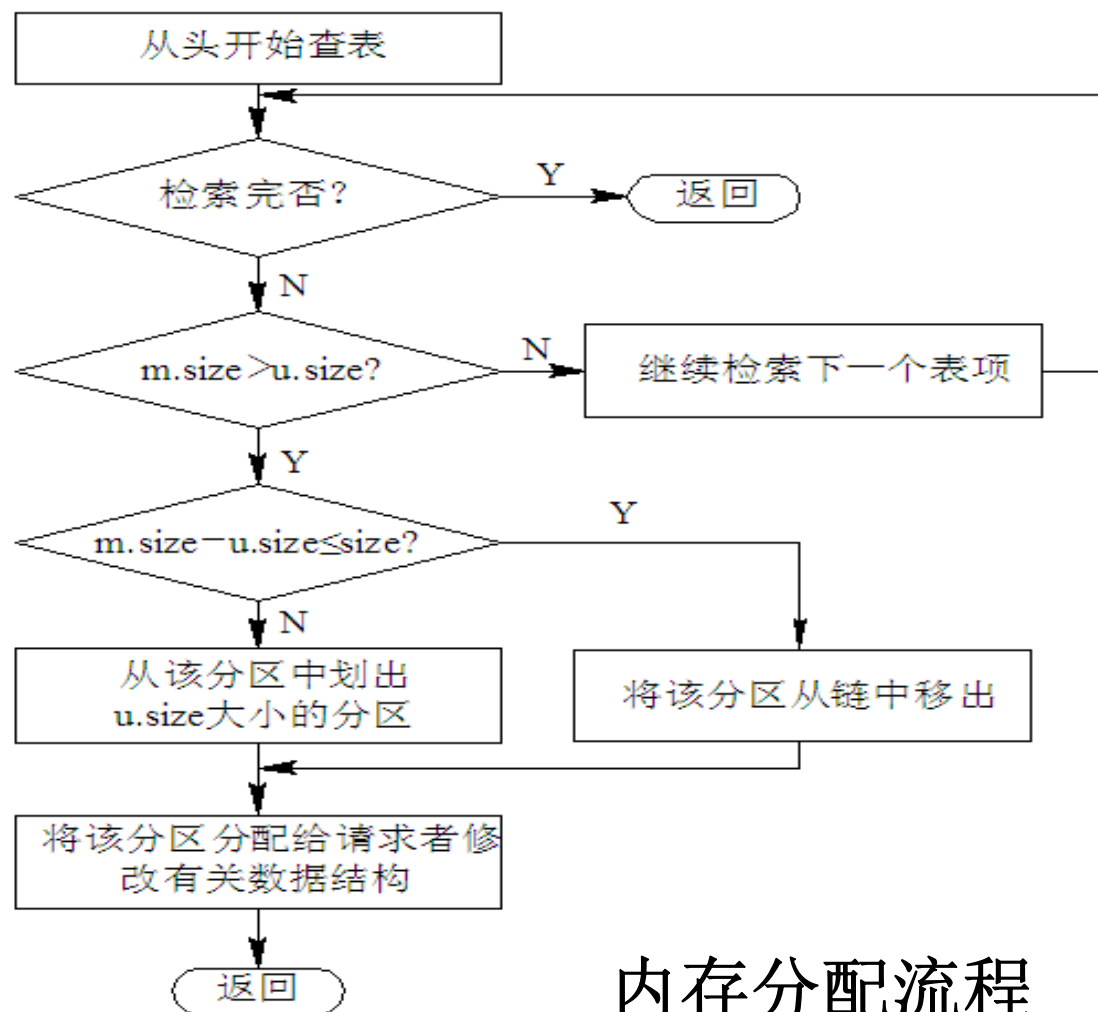 从头开始查表
检索完否?
Y
返回
N
m.size>u.size?
N
继续检索下一个表项
Y
m.size-u.size≤size?
Y
N
从该分区中划出
u.size大小的分区
将该分区从链中移出
将该分区分配给请求者修
改有关数据结构
返回
内存分配流程